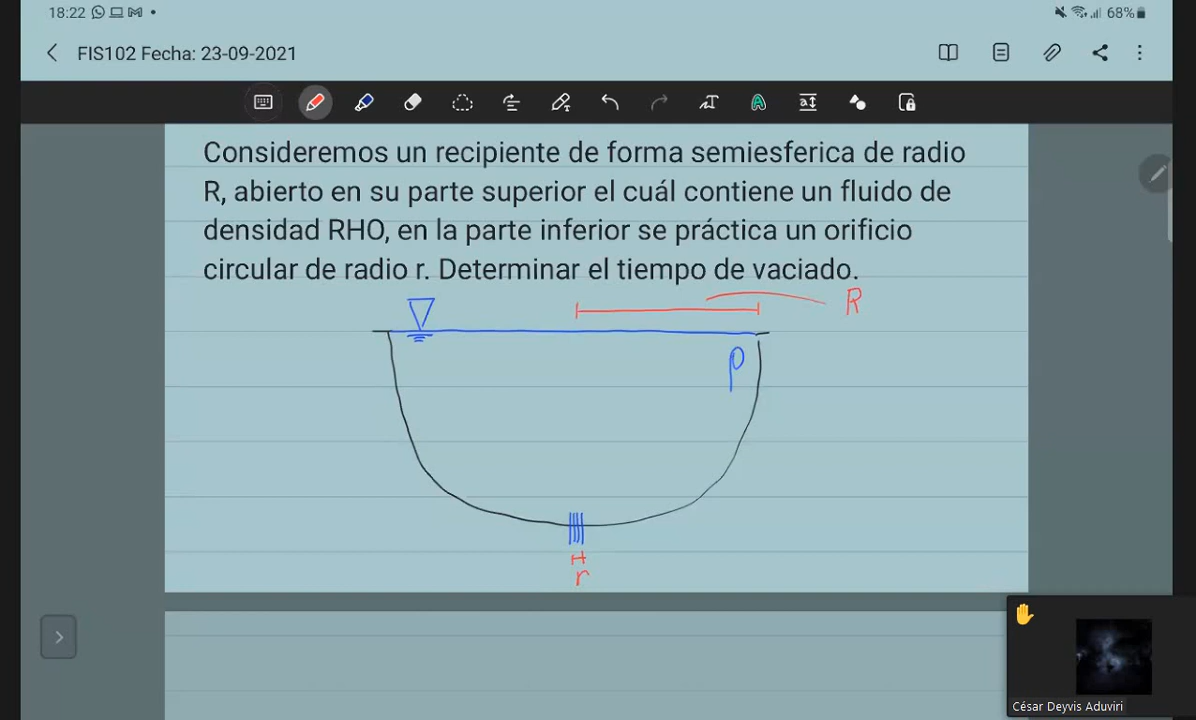 18:22
68%
FIS102 Fecha: 23-09-2021
Consideremos un recipiente de forma semiesferica de radio
R, abierto en su parte superior el cuál contiene un fluido de
densidad RHO, en la parte inferior se práctica un orificio
circular de radio r. Determinar el tiempo de vaciado.
R
ρ
r
César Deyvis Aduviri